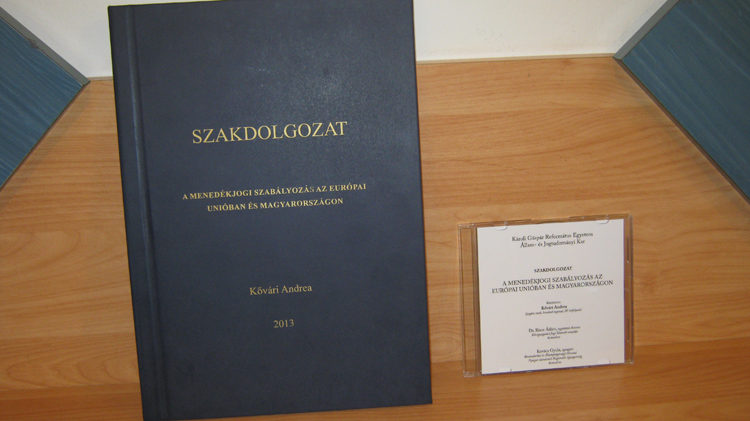 SZAKDOLGOZAT
A MENEDÉKJOGI SZABÁLYOZÁS AZ EURÓPAI
UNIÓBAN ÉS MAGYARORSZÁGON
Kővári Andrea
2013
Károli Gáspár Református Egyetem
Állam- és Jogtudományi Kar
SZAKDOLGOZAT
A MENEDÉKJOGI SZABÁLYOZÁS AZ
EURÓPAI UNIÓBAN ÉS MAGYARORSZÁGON
Kővári Andrea